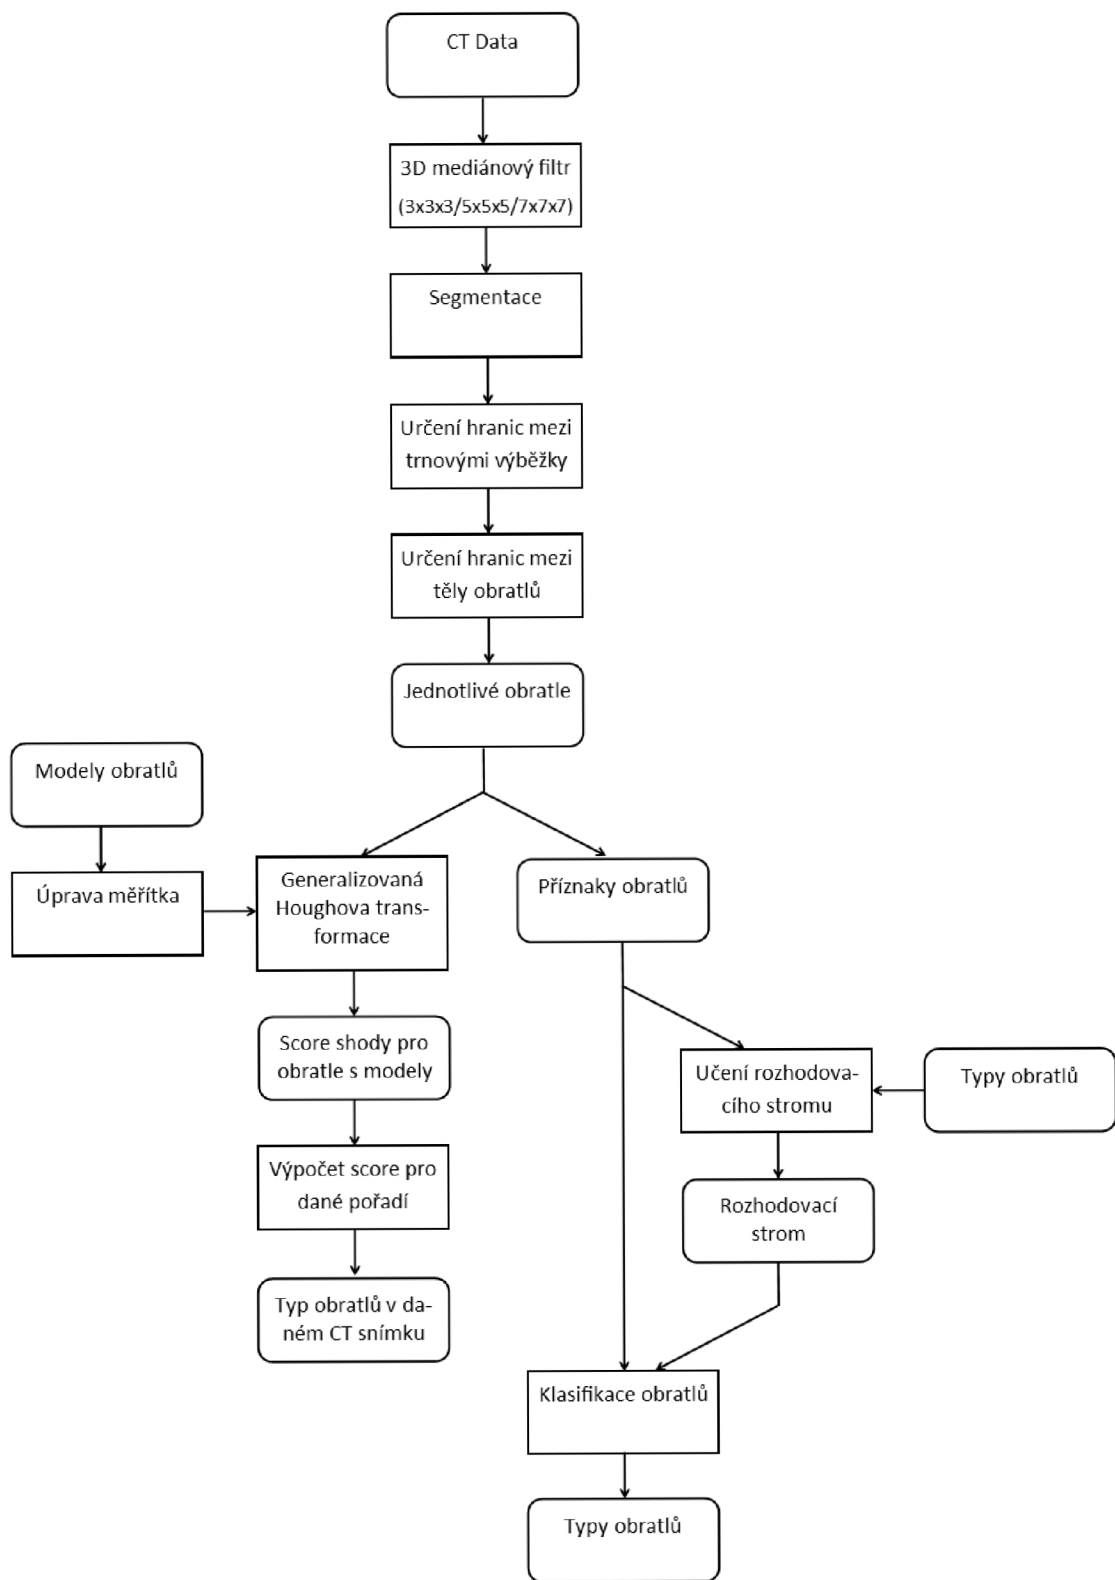 CT Data
3D mediánový filtr
(3x3x3/5x5x5/7x7x7)
Segmentace
Určení hranic mezi
trnovými výběžky
Určení hranic mezi
těly obratlů
Jednotlivé obratle
Modely obratlů
Úprava měřítka
Generalizovaná
Houghova trans-
formace
Příznaky obratlů
Score shody pro
obratle s modely
Učení rozhodova-
cího stromu
Typy obratlů
Výpočet score pro
dané pořadí
Rozhodovací
strom
Typ obratlů v da-
ném CT snímku
Klasifikace obratlů
Typy obratlů